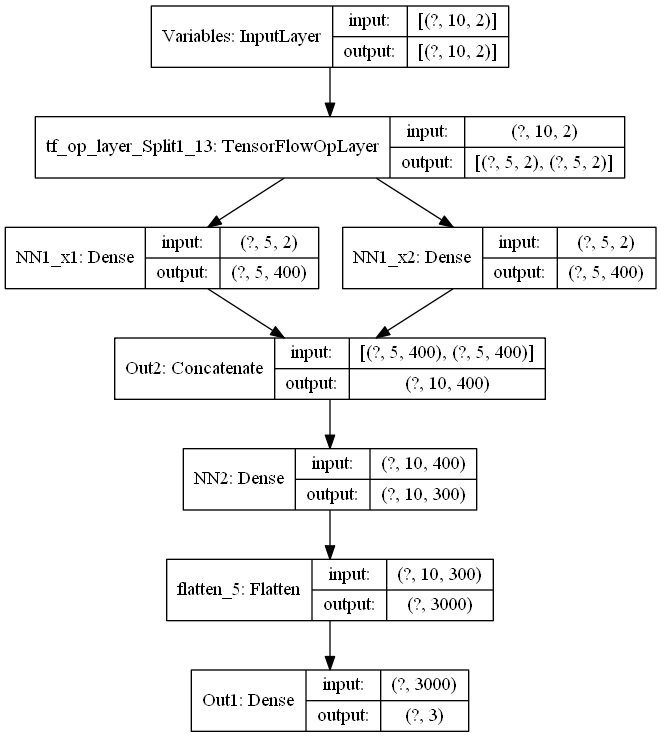 Variables: InputLayer
input:
[(?, 10, 2)]
output:
[(?, 10, 2)]
tf_op_layer_Split1_13: TensorFlowOpLayer
input:
(?, 10, 2)
output:
[(?, 5, 2), (?, 5, 2)]
NN1_x1: Dense
input:
(?, 5, 2)
output:
(?, 5, 400)
NN1_x2: Dense
input:
(?, 5, 2)
output:
(?, 5, 400)
Out2: Concatenate
input:
[(?, 5, 400), (?, 5, 400)]
output:
(?, 10, 400)
NN2: Dense
input:
(?, 10, 400)
output:
(?, 10, 300)
flatten_5: Flatten
input:
(?, 10, 300)
output:
(?, 3000)
Out1: Dense
input:
(?, 3000)
output:
(?, 3)